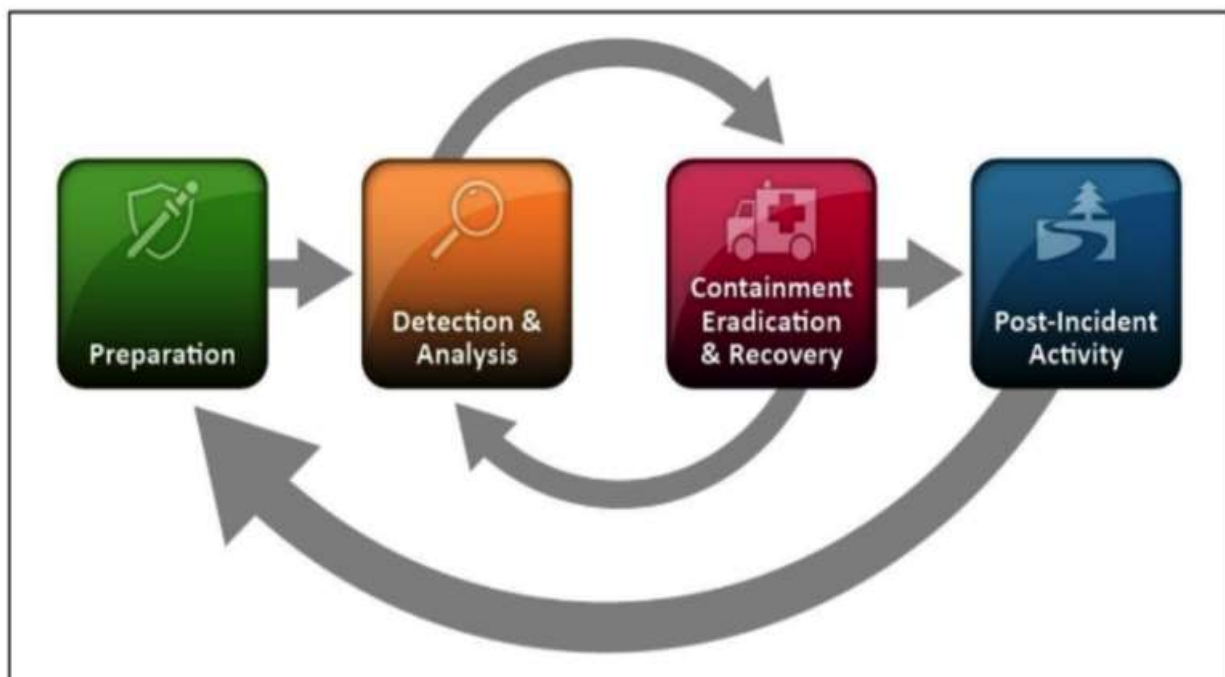 Preparation
Detection &
Analysis
Containment
Eradication
& Recovery
Post-Incident
Activity